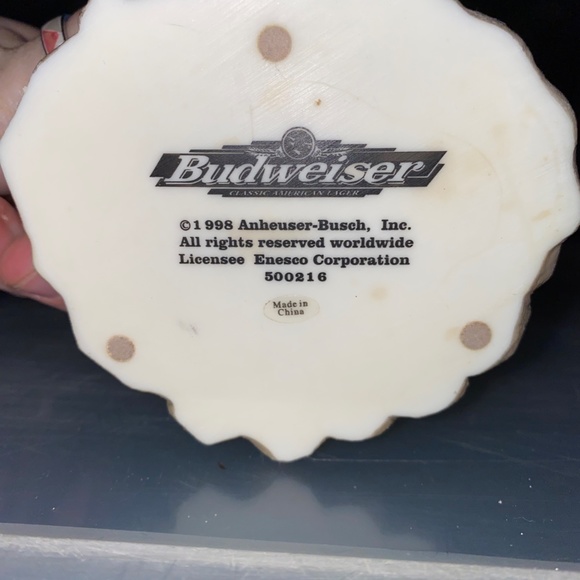 Budweiser
CLASSIC AMERICAN LAGER
©1998 Anheuser-Busch, Inc.
All rights reserved worldwide
Licensee Enesco Corporation
500216
Made in
China